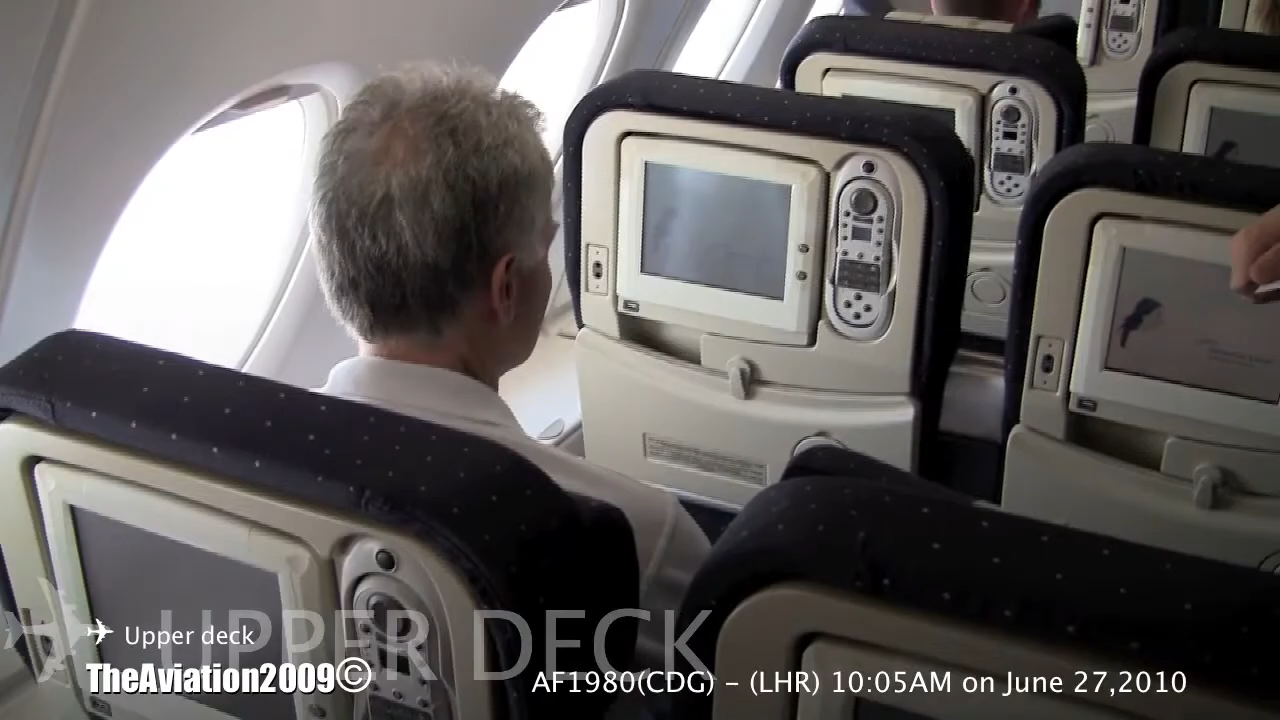 UPPER DECK
Upper deck
TheAviation2009©
AF1980(CDG) – (LHR) 10:05AM on June 27,2010